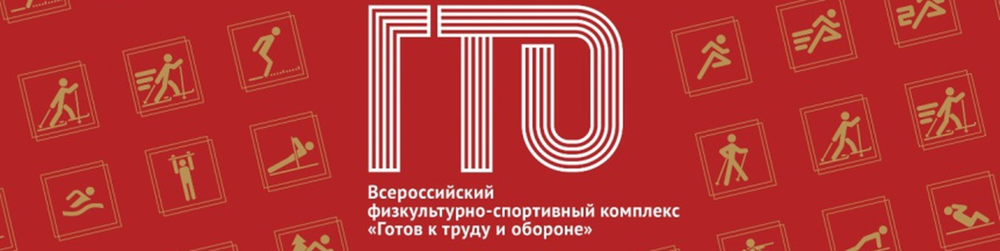 ГТО
Всероссийский
физкультурно-спортивный комплекс
«Готов к труду и обороне»